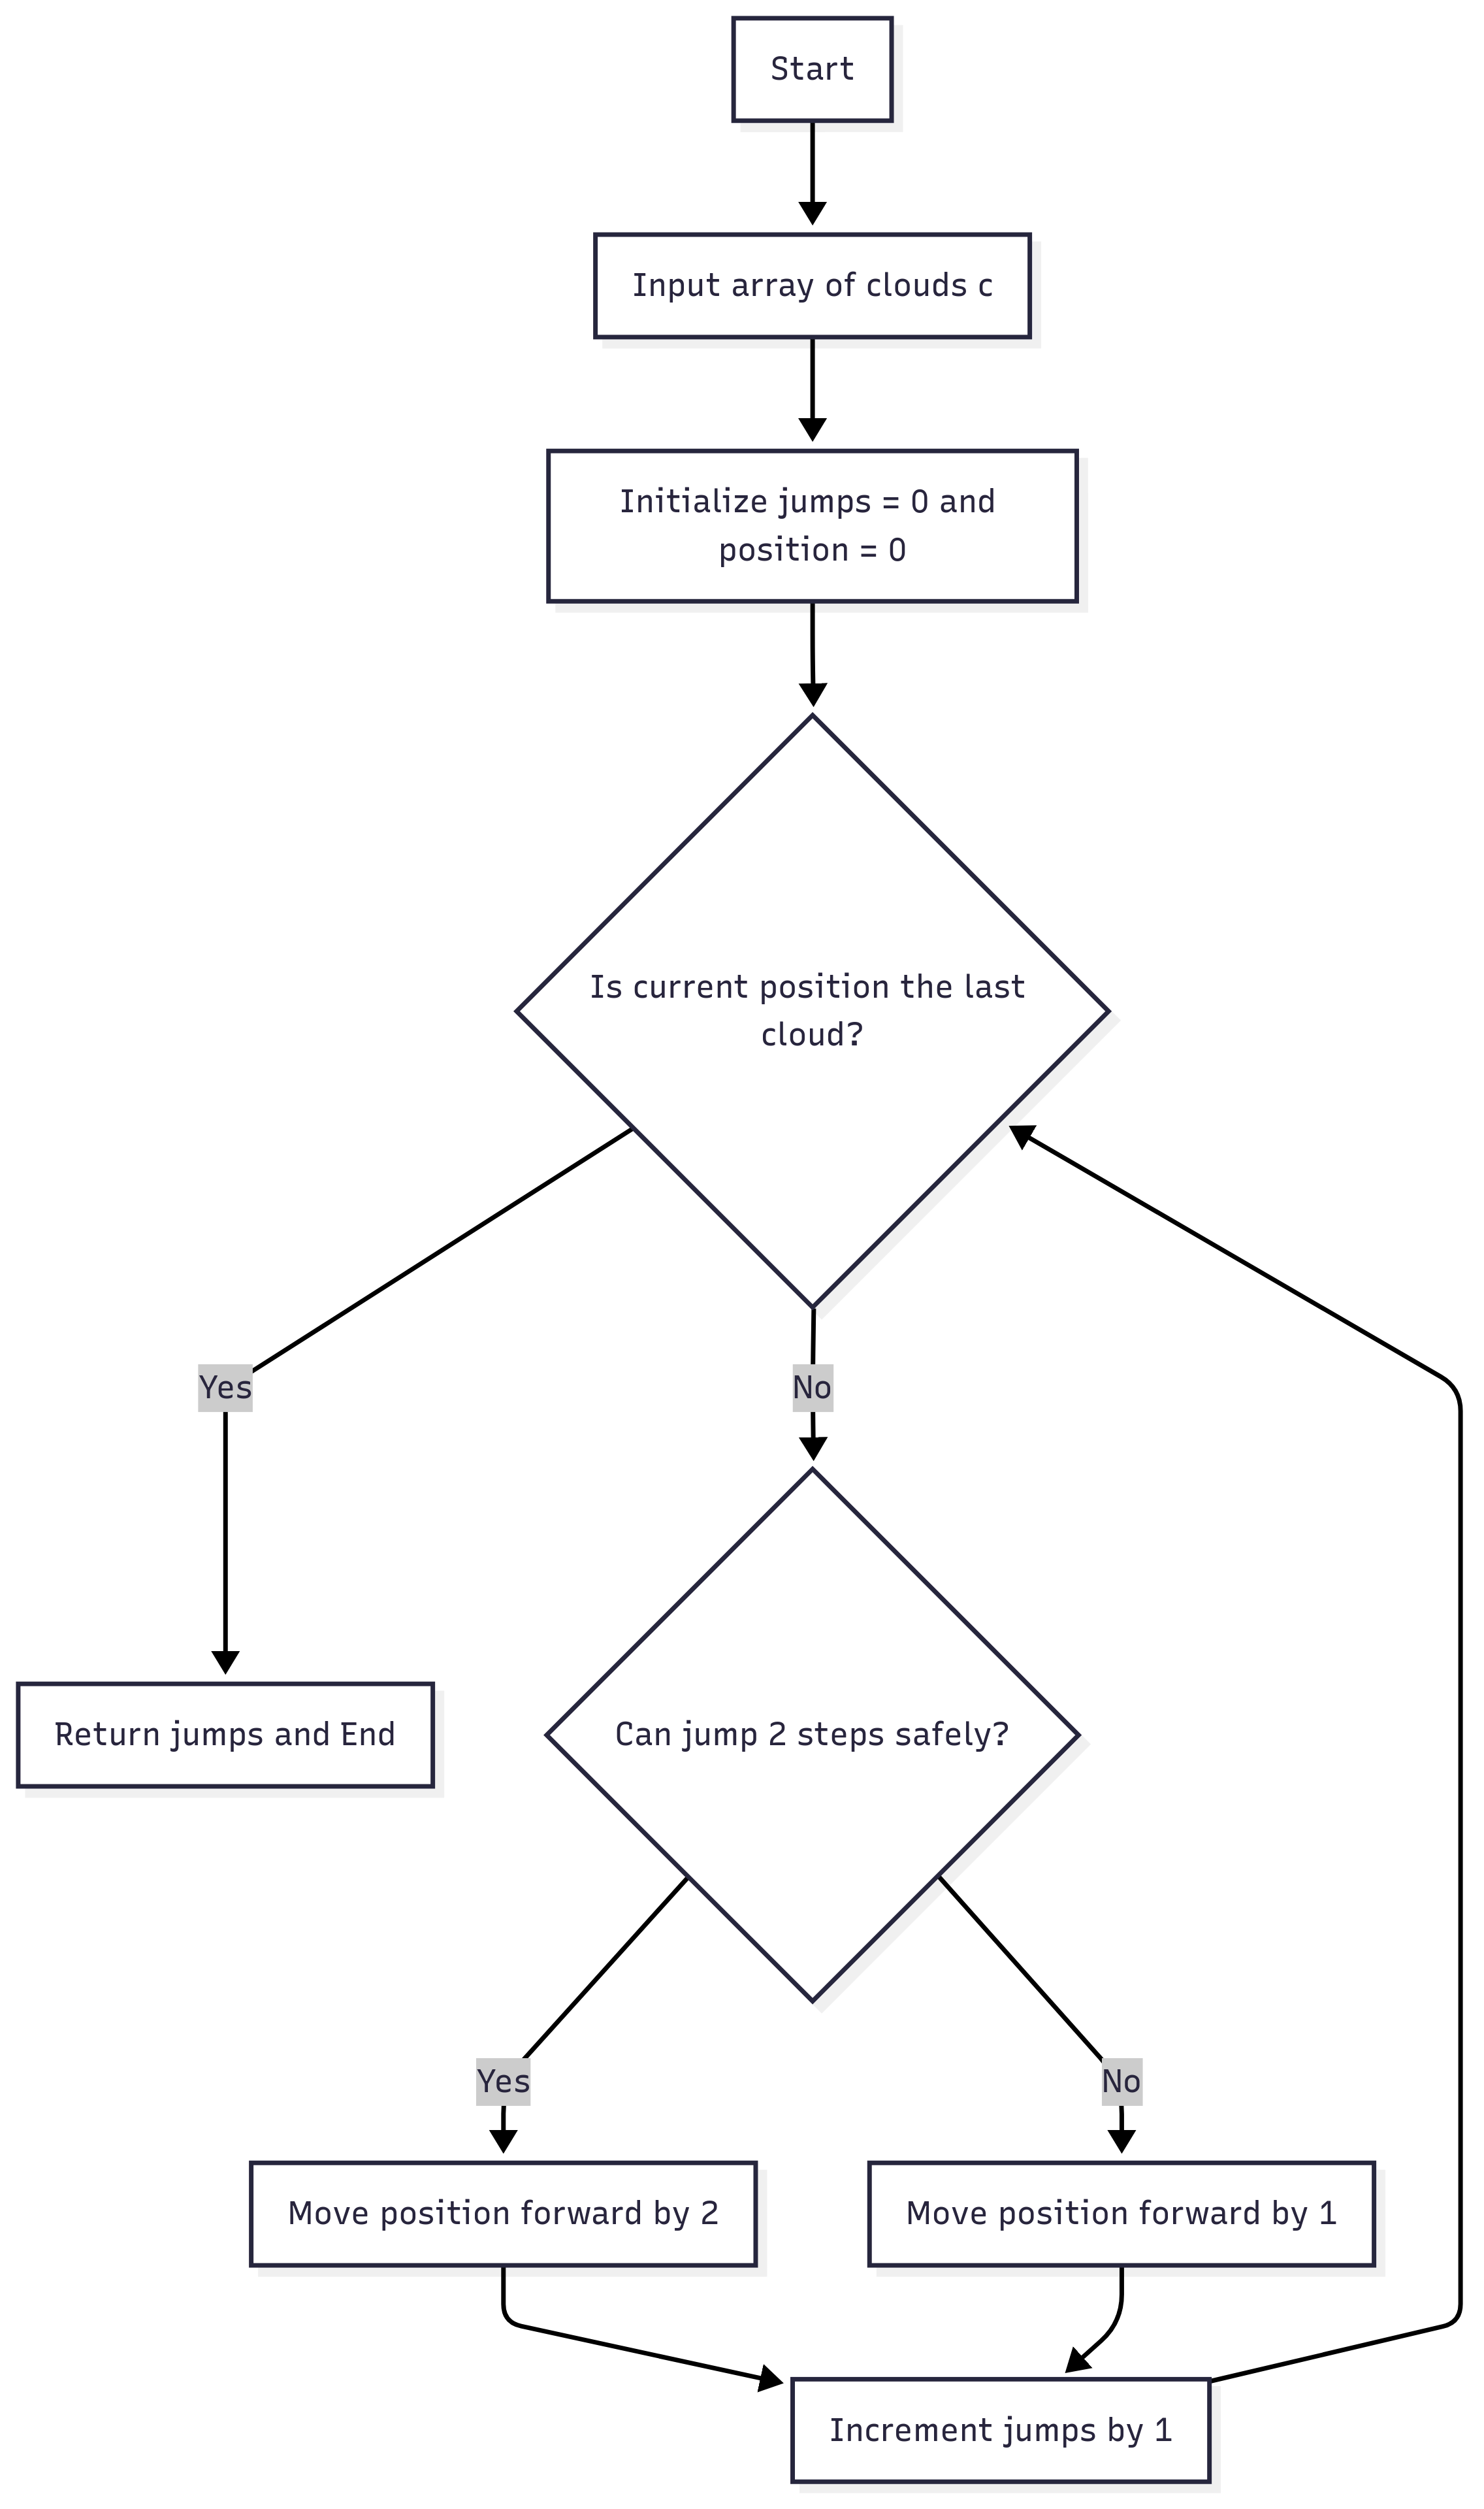 Start
Input array of clouds c
Initialize jumps = 0 and
position = 0
Is current position the last
cloud?
Yes
No
Return jumps and End
Can jump 2 steps safely?
Yes
No
Move position forward by 2
Move position forward by 1
Increment jumps by 1